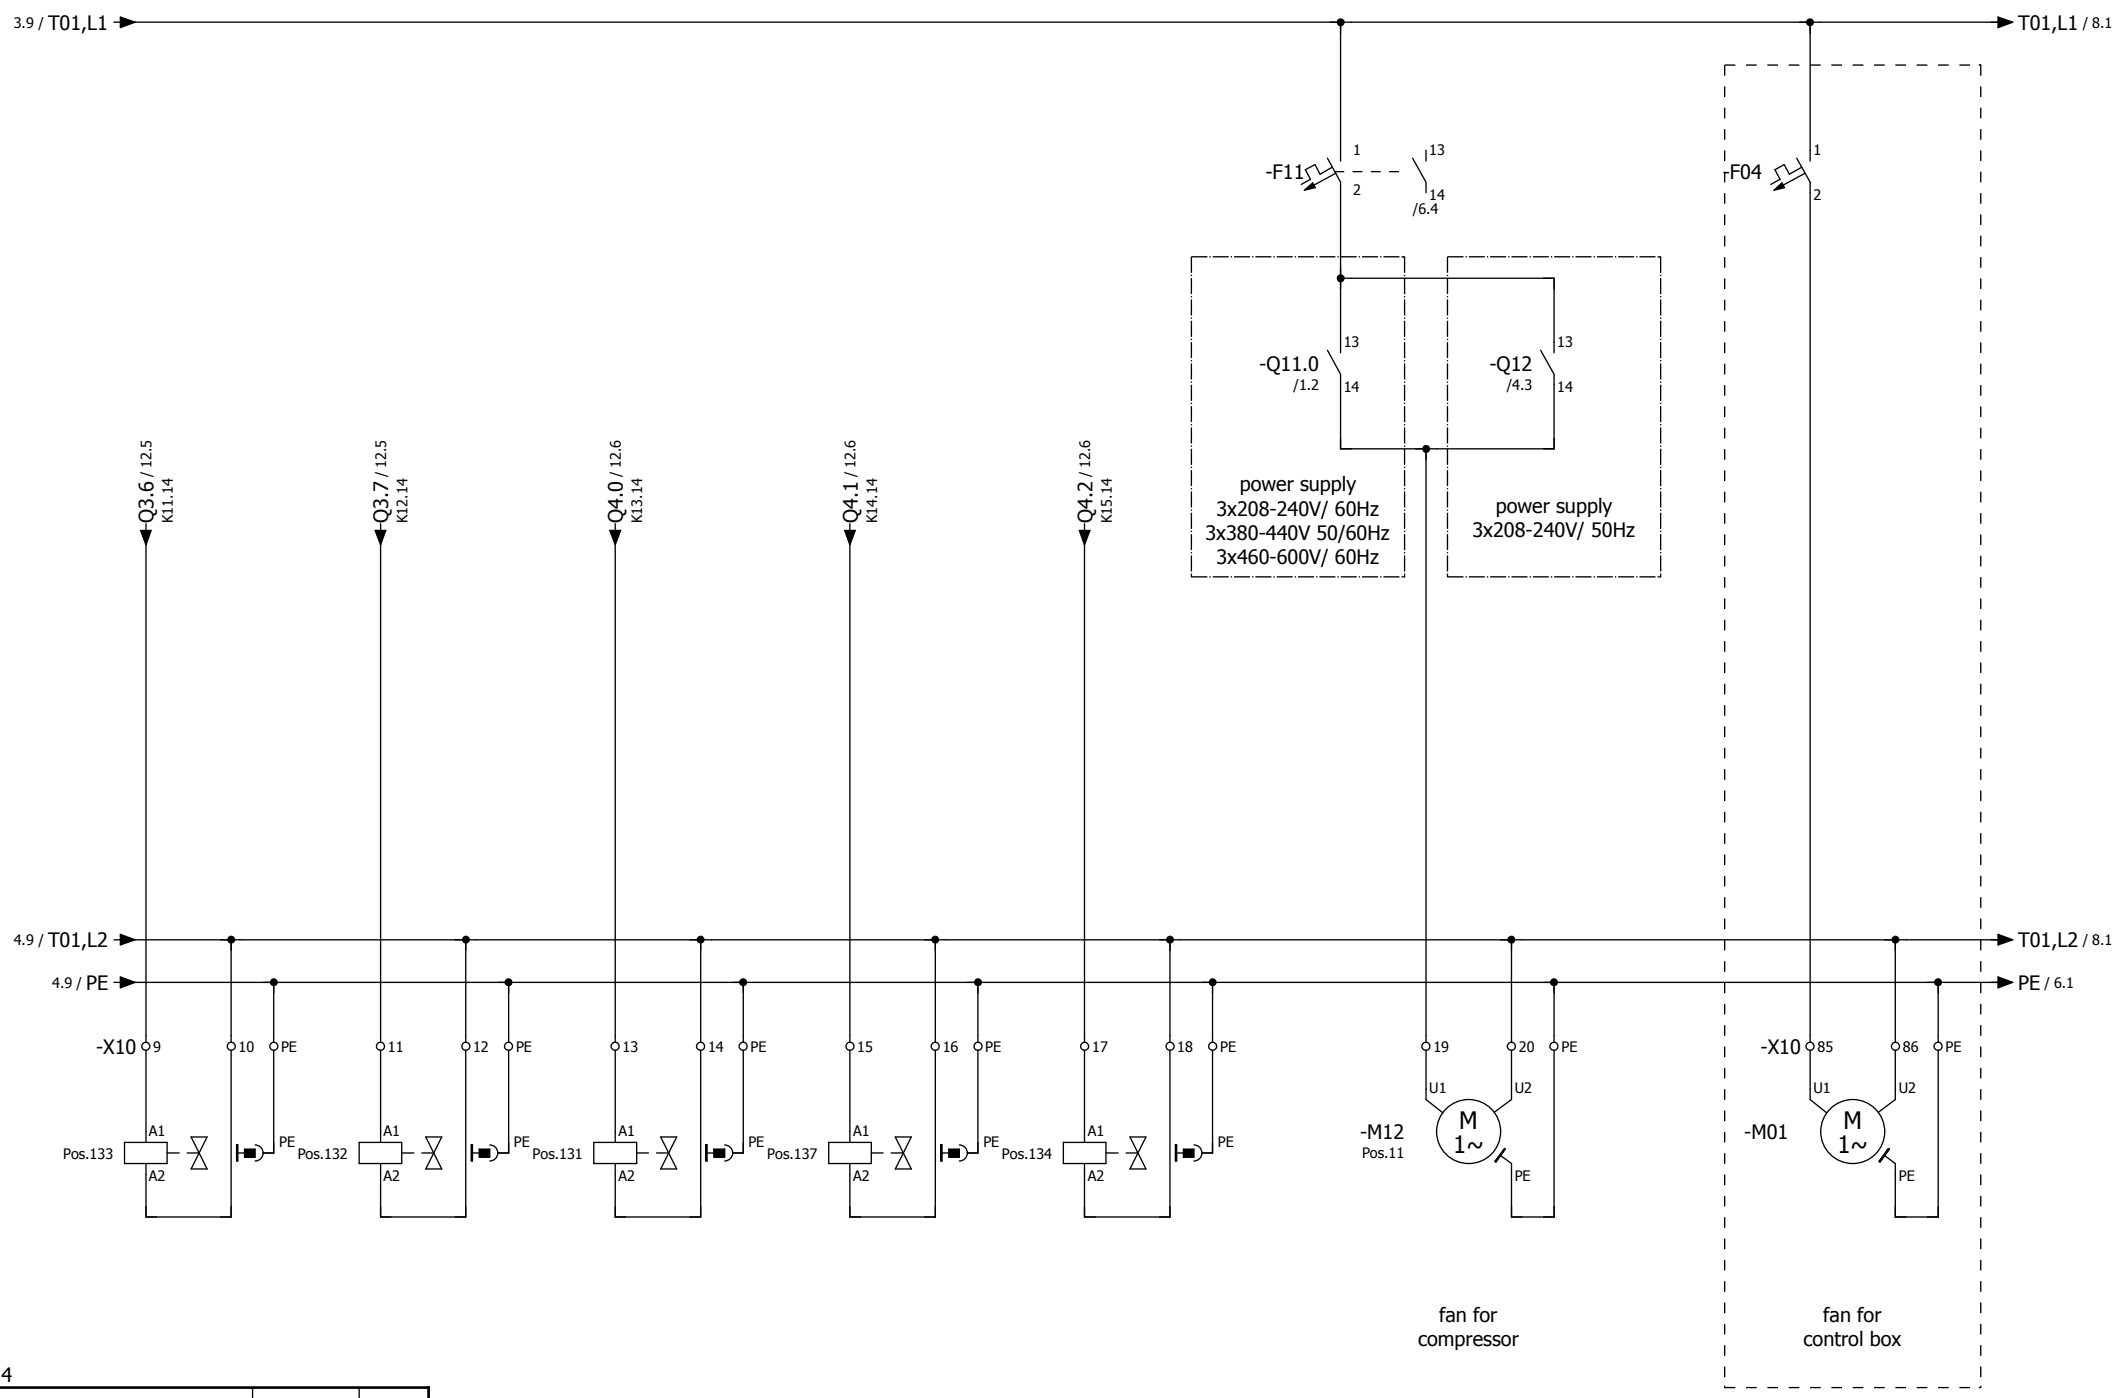 3.9 / T01,L1
T01,L1 / 8.1
-F11
1
2
13
14
/6.4
-F04
1
2
-Q11.0
/1.2
13
14
-Q12
/4.3
13
14
power supply
3x208-240V/ 60Hz
3x380-440V 50/60Hz
3x460-600V/ 60Hz
power supply
3x208-240V/ 50Hz
Q3.6 / 12.5
K11.14
Q3.7 / 12.5
K12.14
Q4.0 / 12.6
K13.14
Q4.1 / 12.6
K14.14
Q4.2 / 12.6
K15.14
4.9 / T01,L2
T01,L2 / 8.1
4.9 / PE
PE / 6.1
-X10 9 10 PE 11 12 PE 13 14 PE 15 16 PE 17 18 PE 19 20 PE
-X10 85 86 PE
Pos.133
A1
A2
PE
Pos.132
A1
A2
PE
Pos.131
A1
A2
PE
Pos.137
A1
A2
PE
Pos.134
A1
A2
PE
-M12
Pos.11
U1
U2
M
1~
PE
-M01
U1
U2
M
1~
PE
fan for
compressor
fan for
control box
4